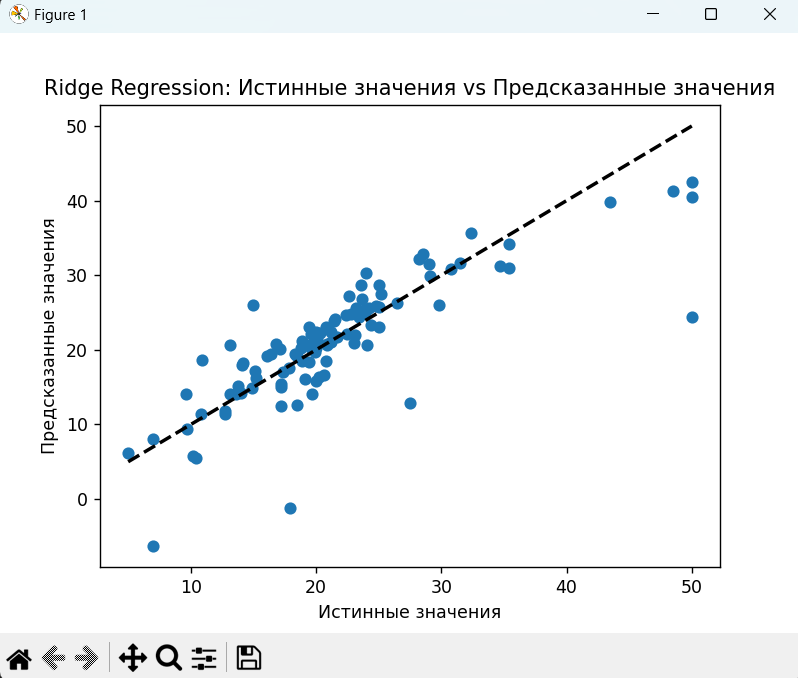 Figure 1
Ridge Regression: Истинные значения vs Предсказанные значения
50
40
30
20
10
0
Предсказанные значения
10 20 30 40 50
Истинные значения